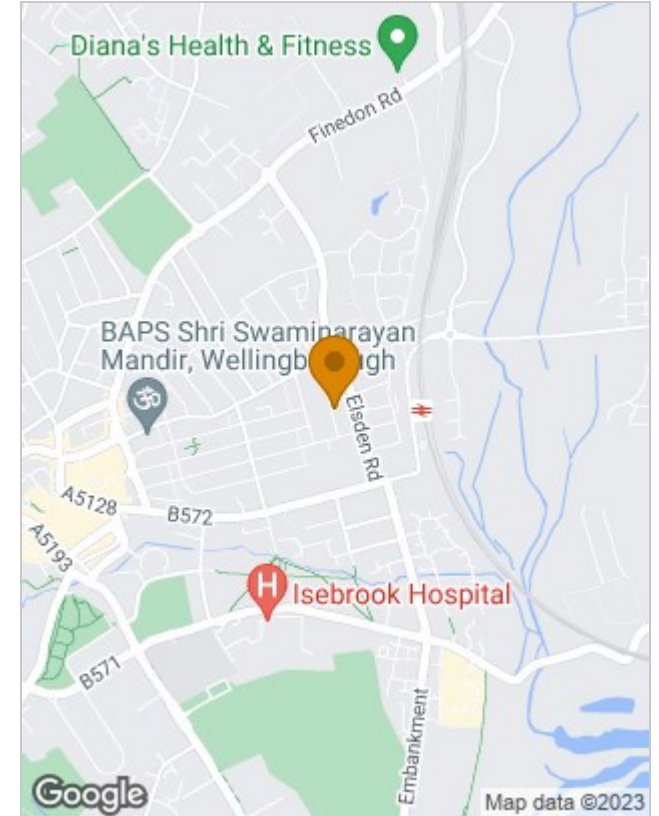 Diana's Health & Fitness
Finedon Rd
BAPS Shri Swaminarayan
Mandir,
Elsden Rd
A5128
B572
A5193
H
Isebrook Hospital
B571
Embankment
Google
Map data ©2023